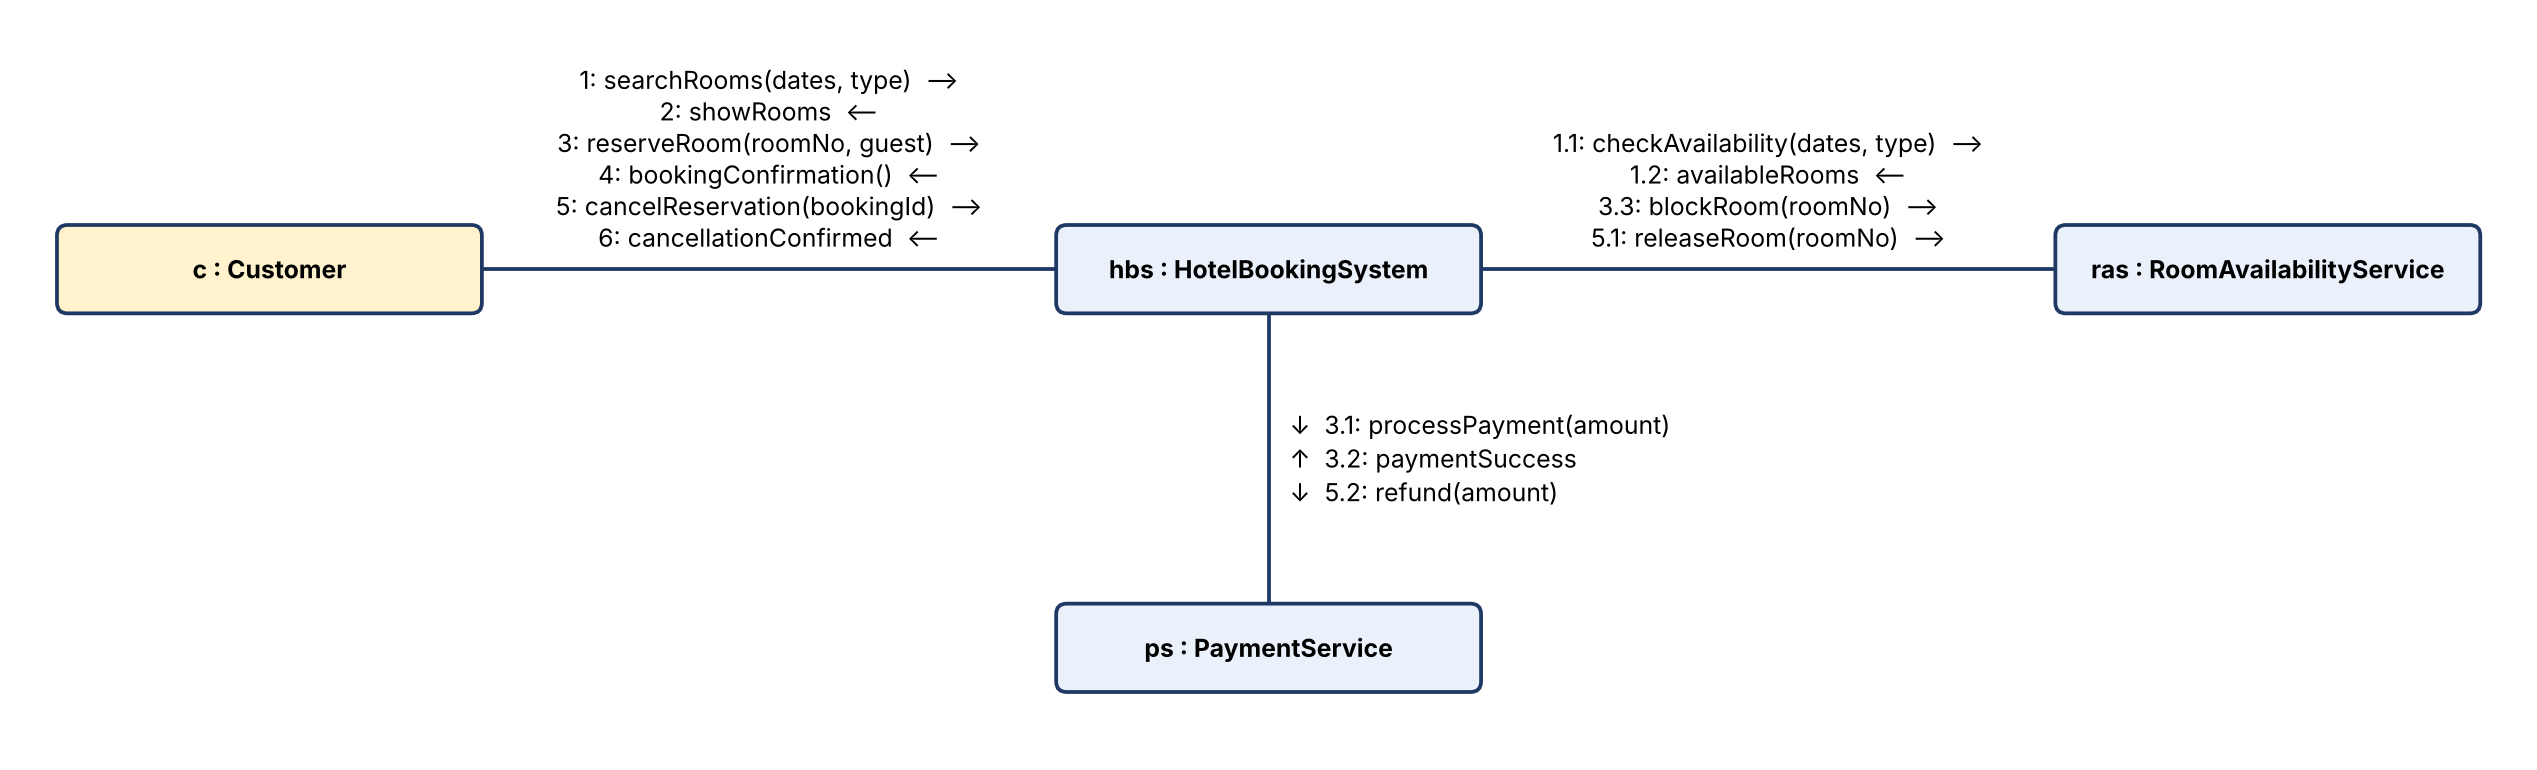 1: searchRooms(dates, type) →
2: showRooms ←
3: reserveRoom(roomNo, guest) →
4: bookingConfirmation() ←
5: cancelReservation(bookingId) →
6: cancellationConfirmed ←
1.1: checkAvailability(dates, type) →
1.2: availableRooms ←
3.3: blockRoom(roomNo) →
5.1: releaseRoom(roomNo) →
c : Customer
hbs : HotelBookingSystem
ras : RoomAvailabilityService
↓ 3.1: processPayment(amount)
↑ 3.2: paymentSuccess
↓ 5.2: refund(amount)
ps : PaymentService